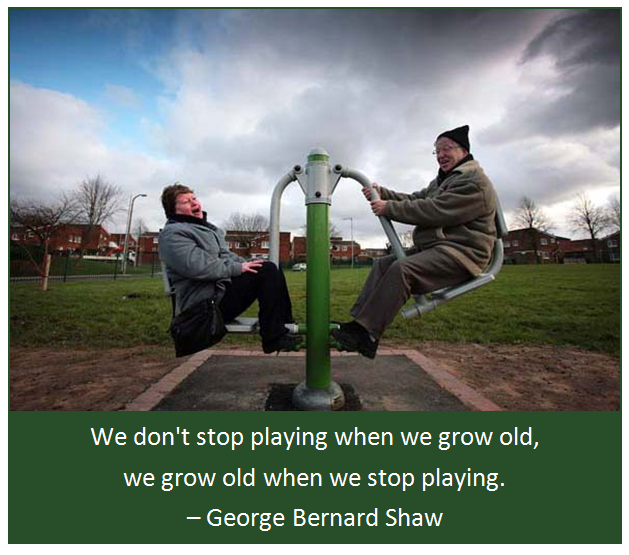 We don't stop playing when we grow old,
we grow old when we stop playing.
– George Bernard Shaw